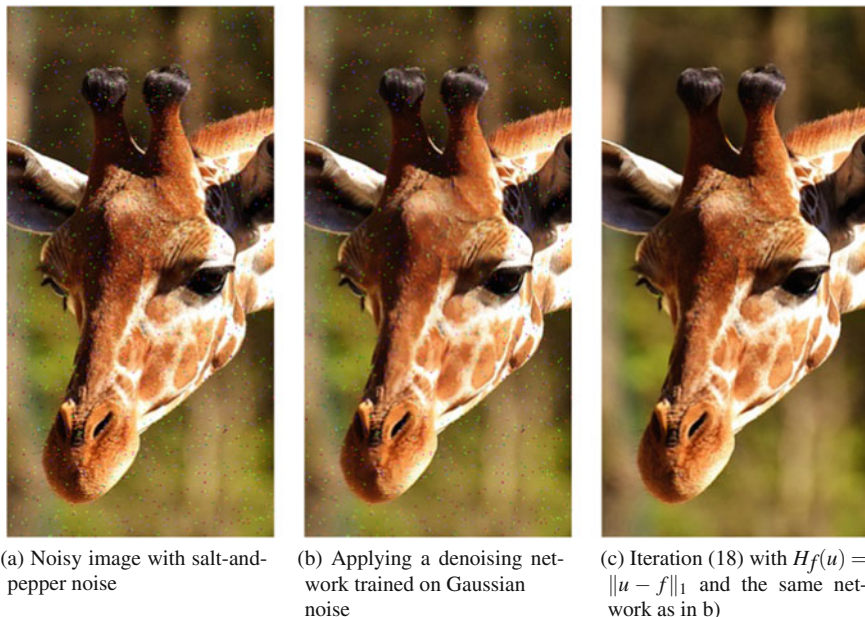 (a) Noisy image with salt-and-
pepper noise
(b) Applying a denoising net-
work trained on Gaussian
noise
(c) Iteration (18) with H_f(u) =
‖u − f‖₁ and the same net-
work as in b)